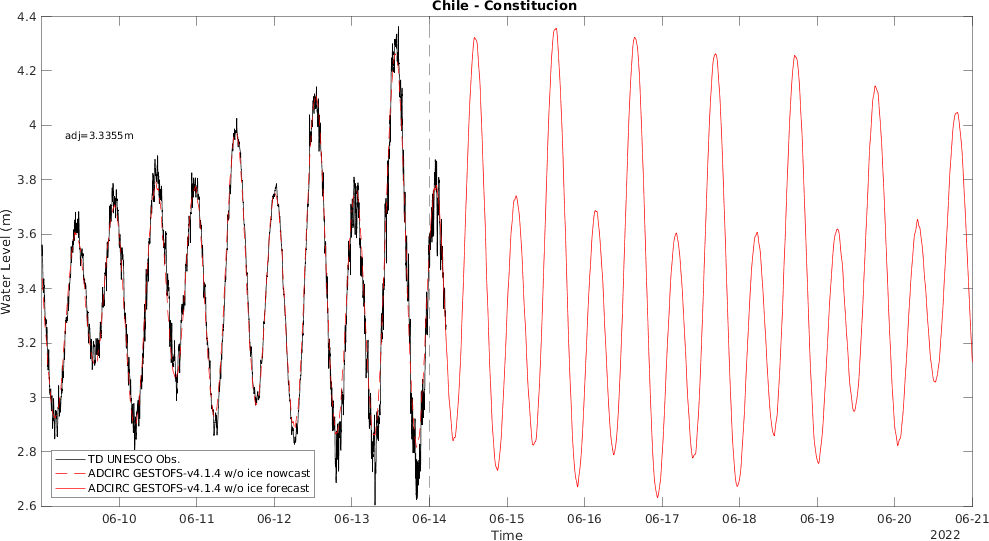 Chile - Constitucion
4.4
4.2
4
3.8
3.6
3.4
3.2
3
2.8
2.6
Water Level (m)
adj=3.3355m
TD UNESCO Obs.
ADCIRC GESTOFS-v4.1.4 w/o ice nowcast
ADCIRC GESTOFS-v4.1.4 w/o ice forecast
06-10 06-11 06-12 06-13 06-14 06-15 06-16 06-17 06-18 06-19 06-20 06-21
Time
2022